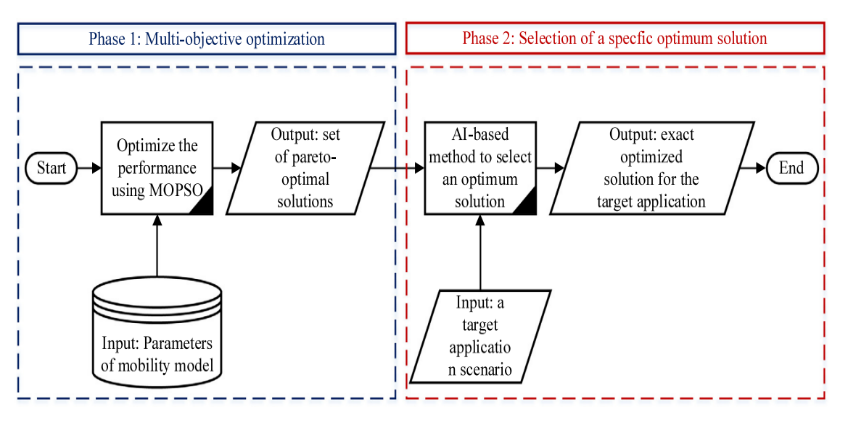 Phase 1: Multi-objective optimization
Phase 2: Selection of a specfic optimum solution
Start
Optimize the
performance
using MOPSO
Output: set
of pareto-
optimal
solutions
AI-based
method to select
an optimum
solution
Output: exact
optimized
solution for the
target application
End
Input: Parameters
of mobility model
Input: a
target
applicatio
n scenario